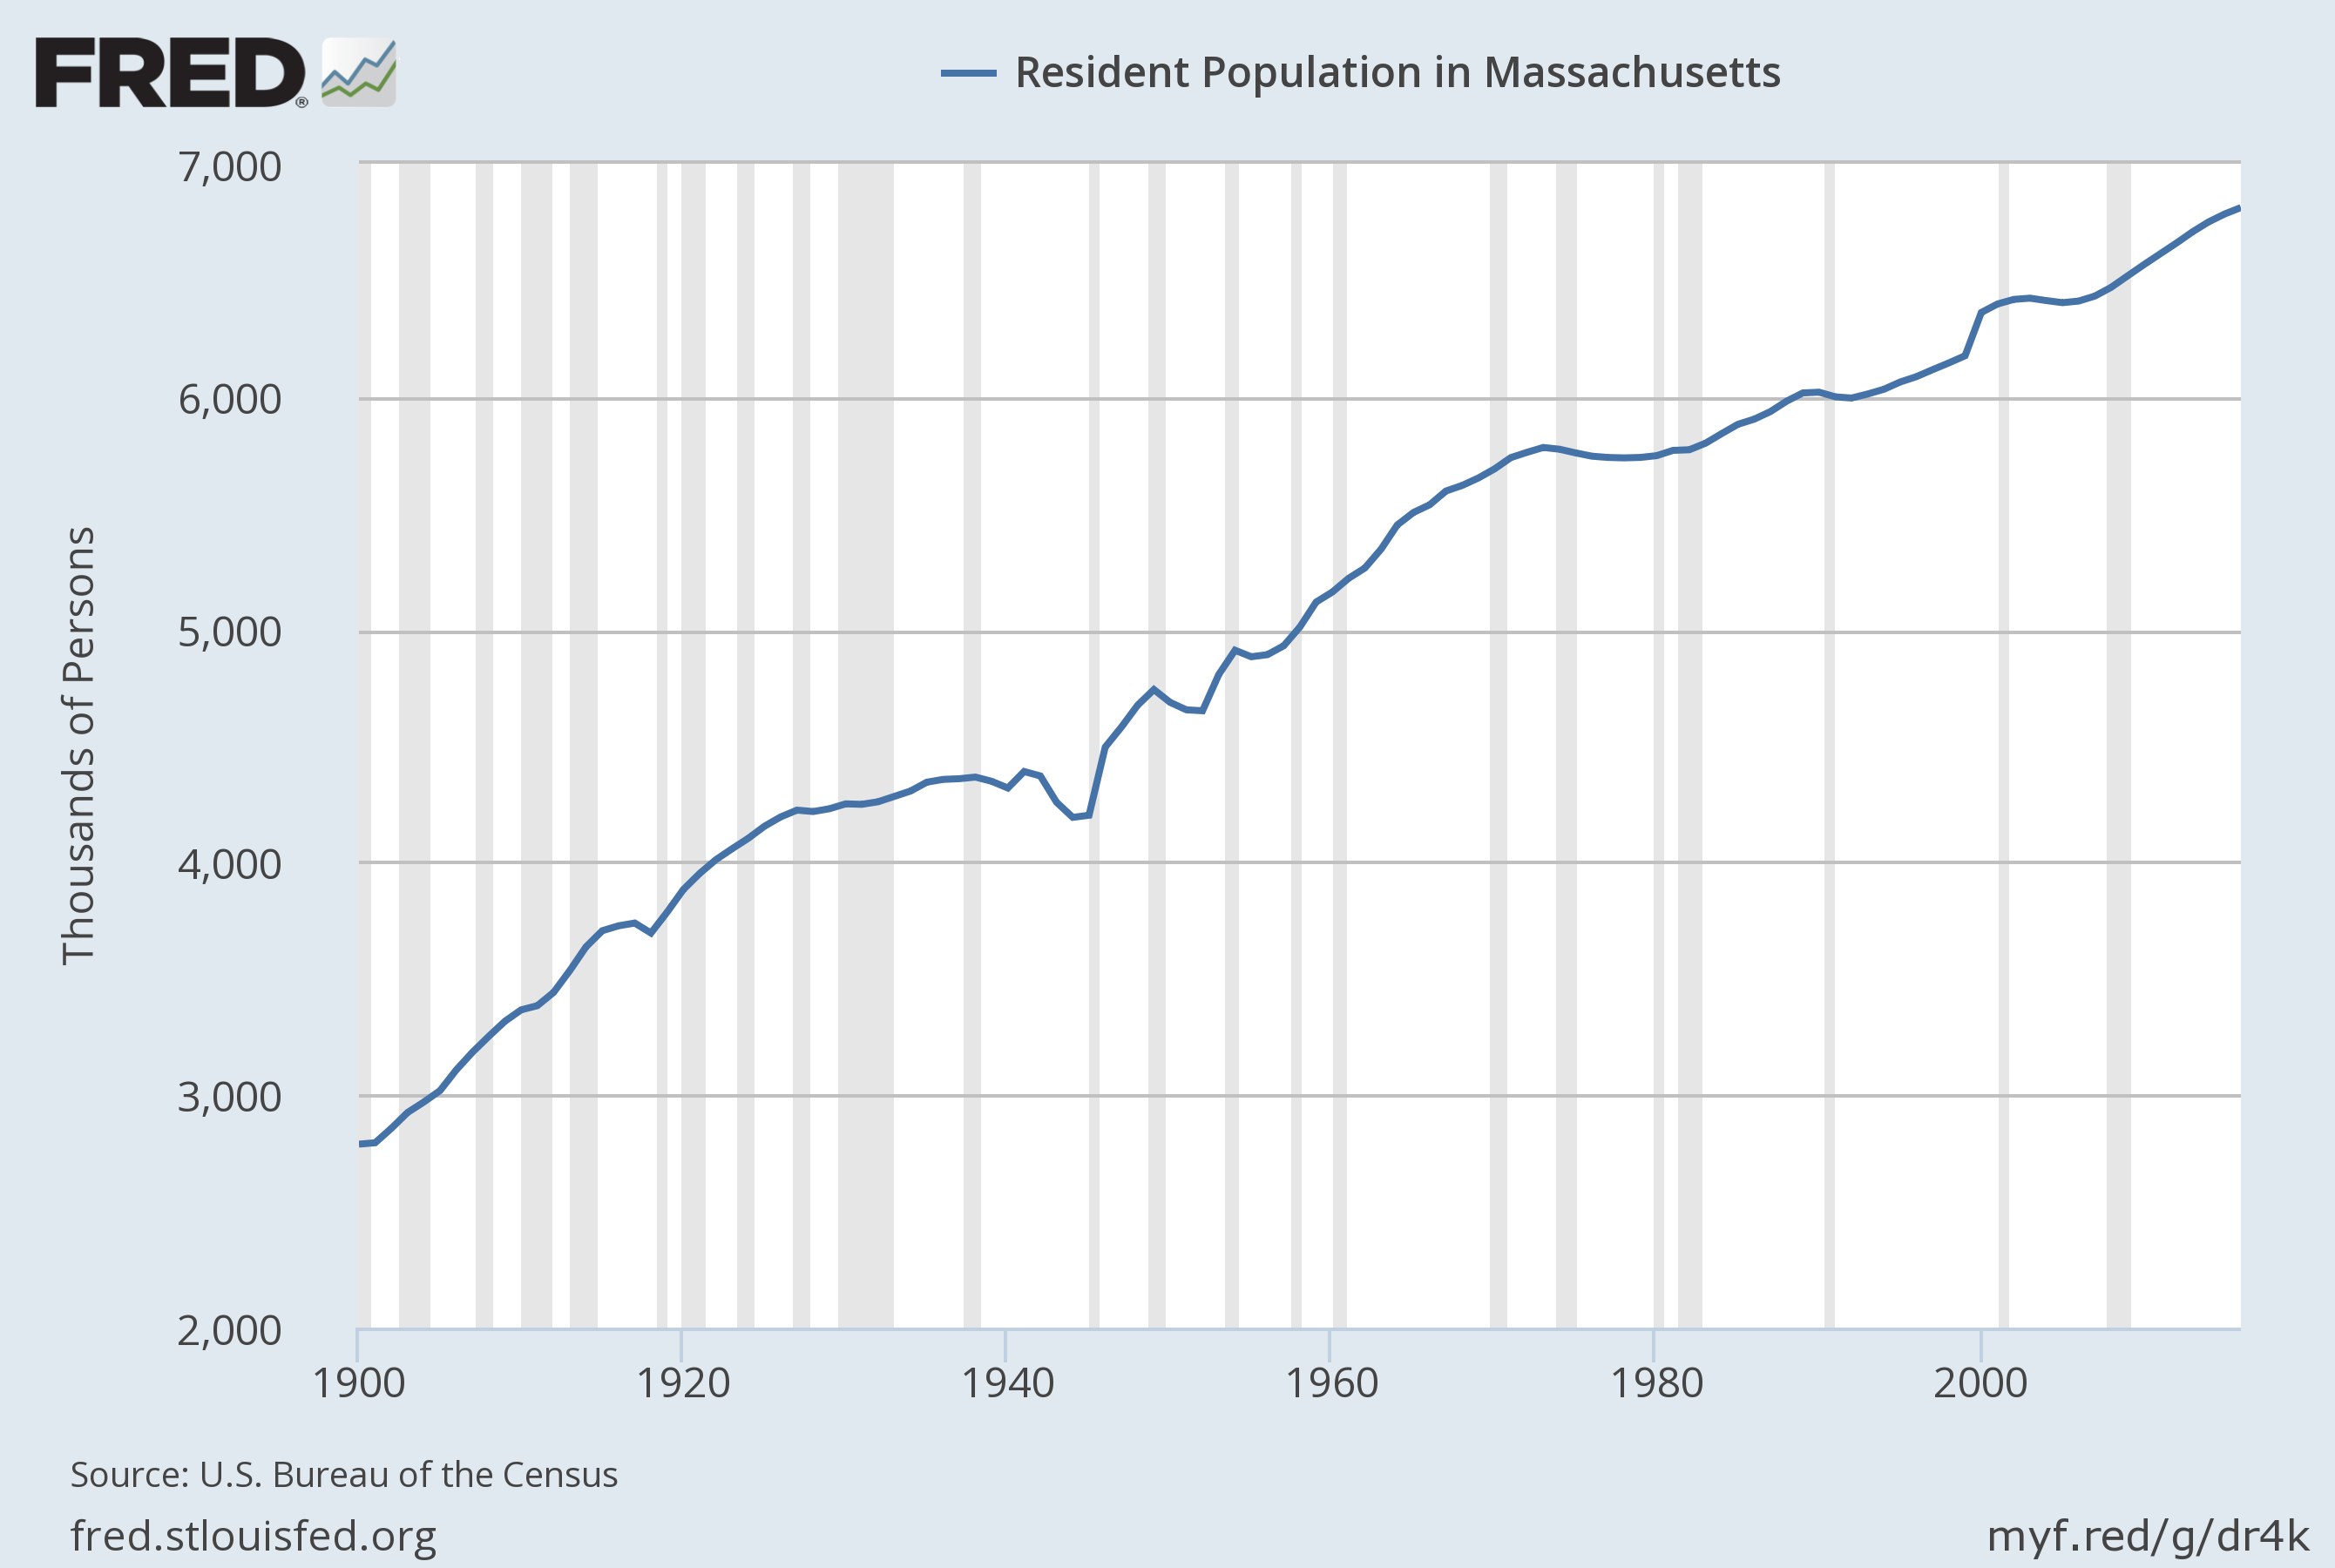 FRED®
Resident Population in Massachusetts
7,000
6,000
5,000
4,000
3,000
2,000
Thousands of Persons
1900 1920 1940 1960 1980 2000
Source: U.S. Bureau of the Census
fred.stlouisfed.org
myf.red/g/dr4k